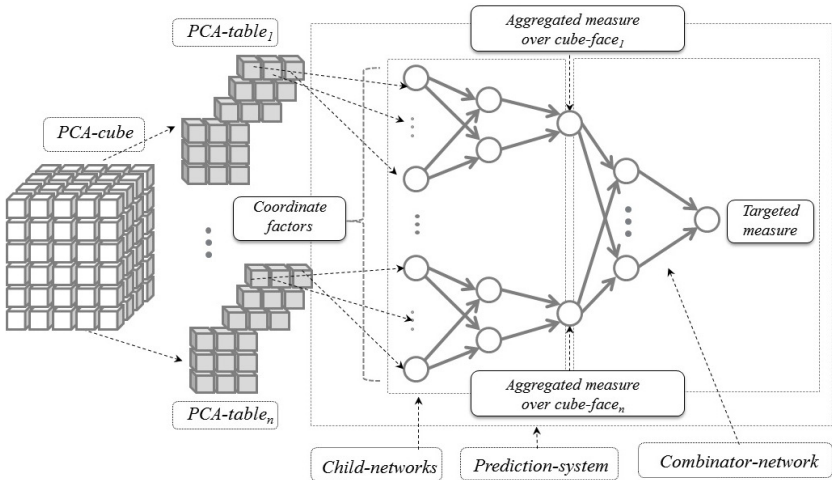 PCA-table1
Aggregated measure
over cube-face1
PCA-cube
Coordinate
factors
Targeted
measure
Aggregated measure
over cube-facen
PCA-tablen
Child-networks
Prediction-system
Combinator-network